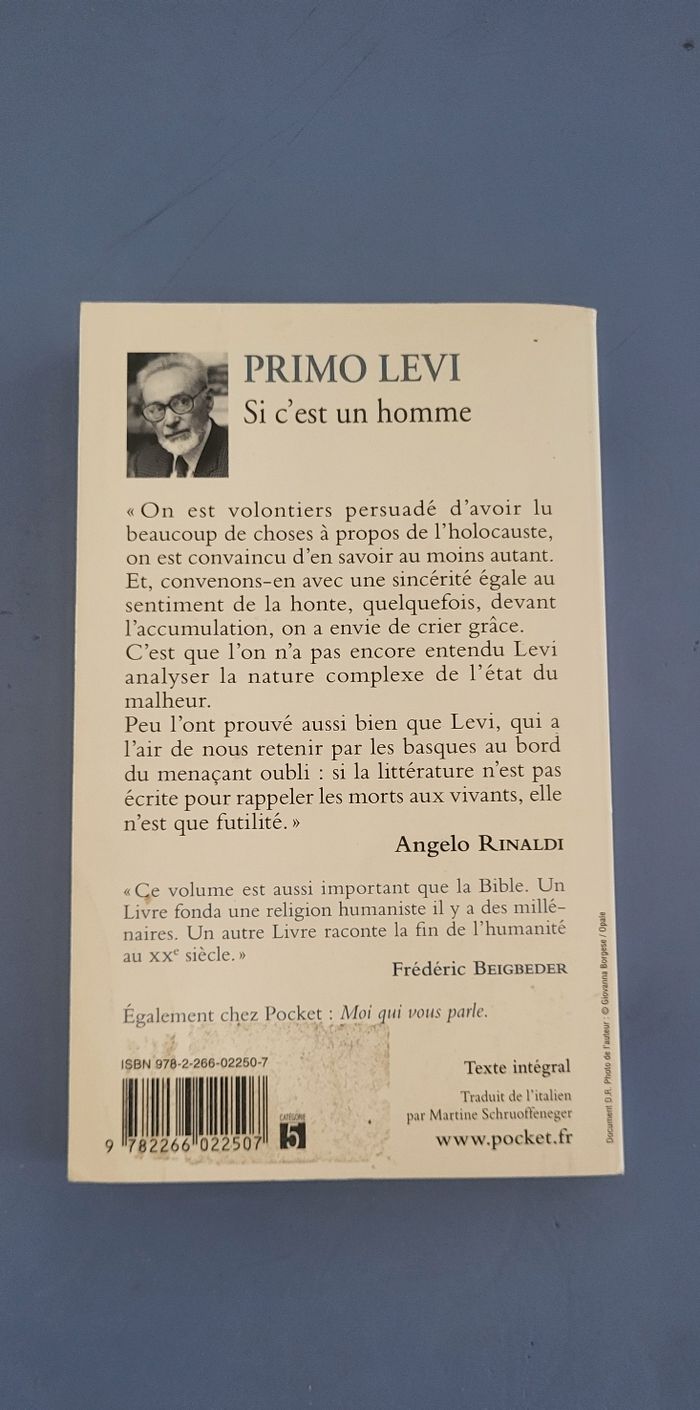 PRIMO LEVI
Si c'est un homme
« On est volontiers persuadé d'avoir lu
beaucoup de choses à propos de l'holocauste,
on est convaincu d'en savoir au moins autant.
Et, convenons-en avec une sincérité égale au
sentiment de la honte, quelquefois, devant
l'accumulation, on a envie de crier grâce.
C'est que l'on n'a pas encore entendu Levi
analyser la nature complexe de l'état du
malheur.
Peu l'ont prouvé aussi bien que Levi, qui a
l'air de nous retenir par les basques au bord
du menaçant oubli : si la littérature n'est pas
écrite pour rappeler les morts aux vivants, elle
n'est que futilité. »
Angelo RINALDI
« Ce volume est aussi important que la Bible. Un
Livre fonda une religion humaniste il y a des millé-
naires. Un autre Livre raconte la fin de l'humanité
au XXe siècle. »
Frédéric BEIGBEDER
Également chez Pocket : Moi qui vous parle.
ISBN 978-2-266-02250-7
9 782266 022507
CATÉGORIE
5
Texte intégral
Traduit de l'italien
par Martine Schruoffeneger
www.pocket.fr
Document D.R. Photo de l'auteur : © Giovanna Borgese / Opale